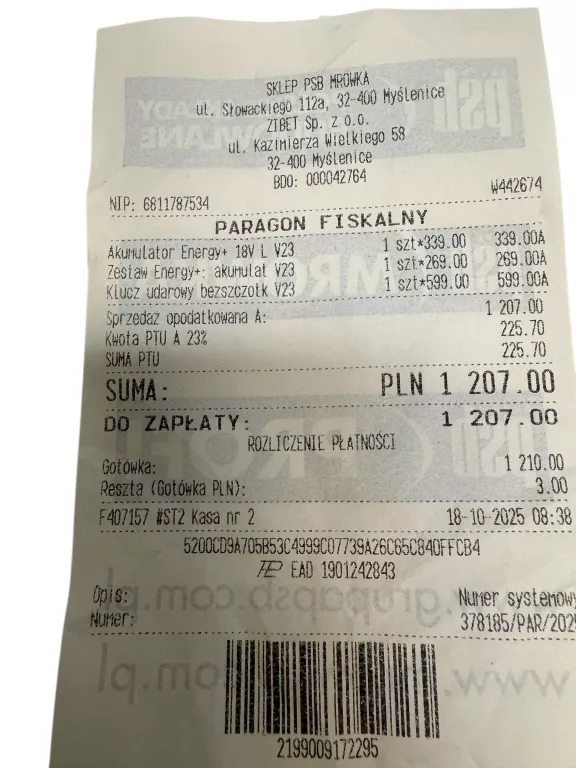 SKLEP PSB MRÓWKA
ul. Słowackiego 112a, 32-400 Myślenice
ZIBET Sp. z o.o.
ul. Kazimierza Wielkiego 58
32-400 Myślenice
BDO: 000042764
NIP: 6811787534 W442674
PARAGON FISKALNY
Akumulator Energy+ 18V L V23 1 szt*339.00 339.00A
Zestaw Energy+: akumulat V23 1 szt*269.00 269.00A
Klucz udarowy bezszczotk V23 1 szt*599.00 599.00A
Sprzedaż opodatkowana A: 1 207.00
Kwota PTU A 23% 225.70
SUMA PTU 225.70
SUMA: PLN 1 207.00
DO ZAPŁATY: 1 207.00
ROZLICZENIE PŁATNOŚCI
Gotówka: 1 210.00
Reszta (Gotówka PLN): 3.00
F407157 #ST2 Kasa nr 2 18-10-2025 08:38
5200CD9A705B53C4999C07739A26C65C840FFCB4
EAD 1901242843
Opis: Numer systemowy
Numer: 378185/PAR/2025
2199009172295